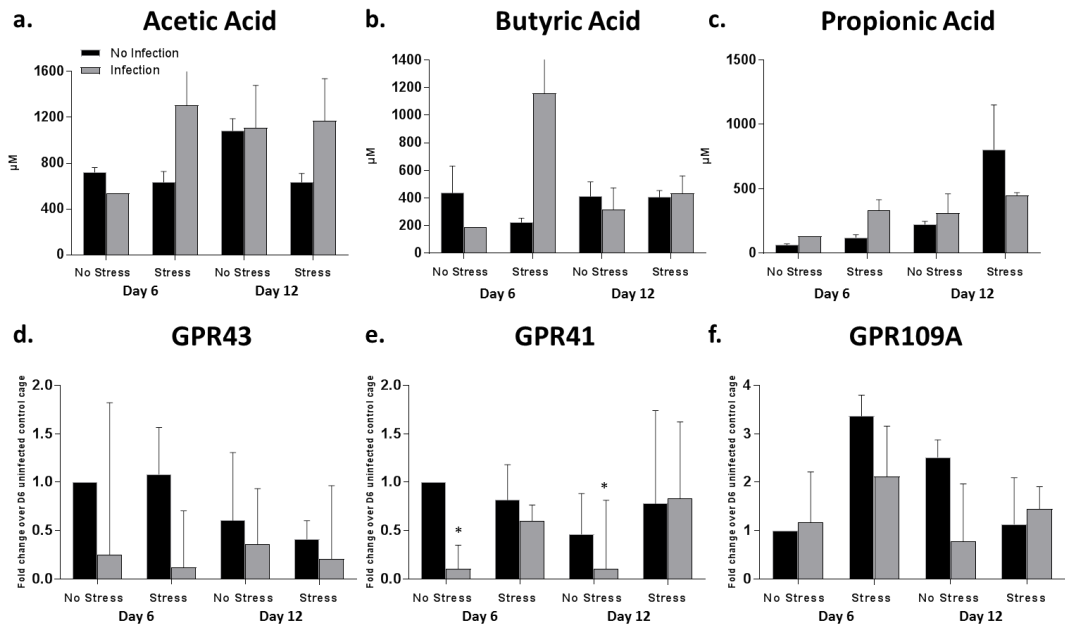 a.
Acetic Acid
No Infection
Infection
1600
1200
800
400
0
µM
No Stress
Stress
No Stress
Stress
Day 6
Day 12
b.
Butyric Acid
1400
1200
1000
800
600
400
200
0
µM
No Stress
Stress
No Stress
Stress
Day 6
Day 12
c.
Propionic Acid
1500
1000
500
0
µM
No Stress
Stress
No Stress
Stress
Day 6
Day 12
d.
GPR43
Fold change over D6 uninfected control cage
2.0
1.5
1.0
0.5
0.0
No Stress
Stress
No Stress
Stress
Day 6
Day 12
e.
GPR41
Fold change over D6 uninfected control cage
2.0
1.5
1.0
0.5
0.0
*
*
No Stress
Stress
No Stress
Stress
Day 6
Day 12
f.
GPR109A
Fold change over D6 uninfected control cage
4
3
2
1
0
No Stress
Stress
No Stress
Stress
Day 6
Day 12